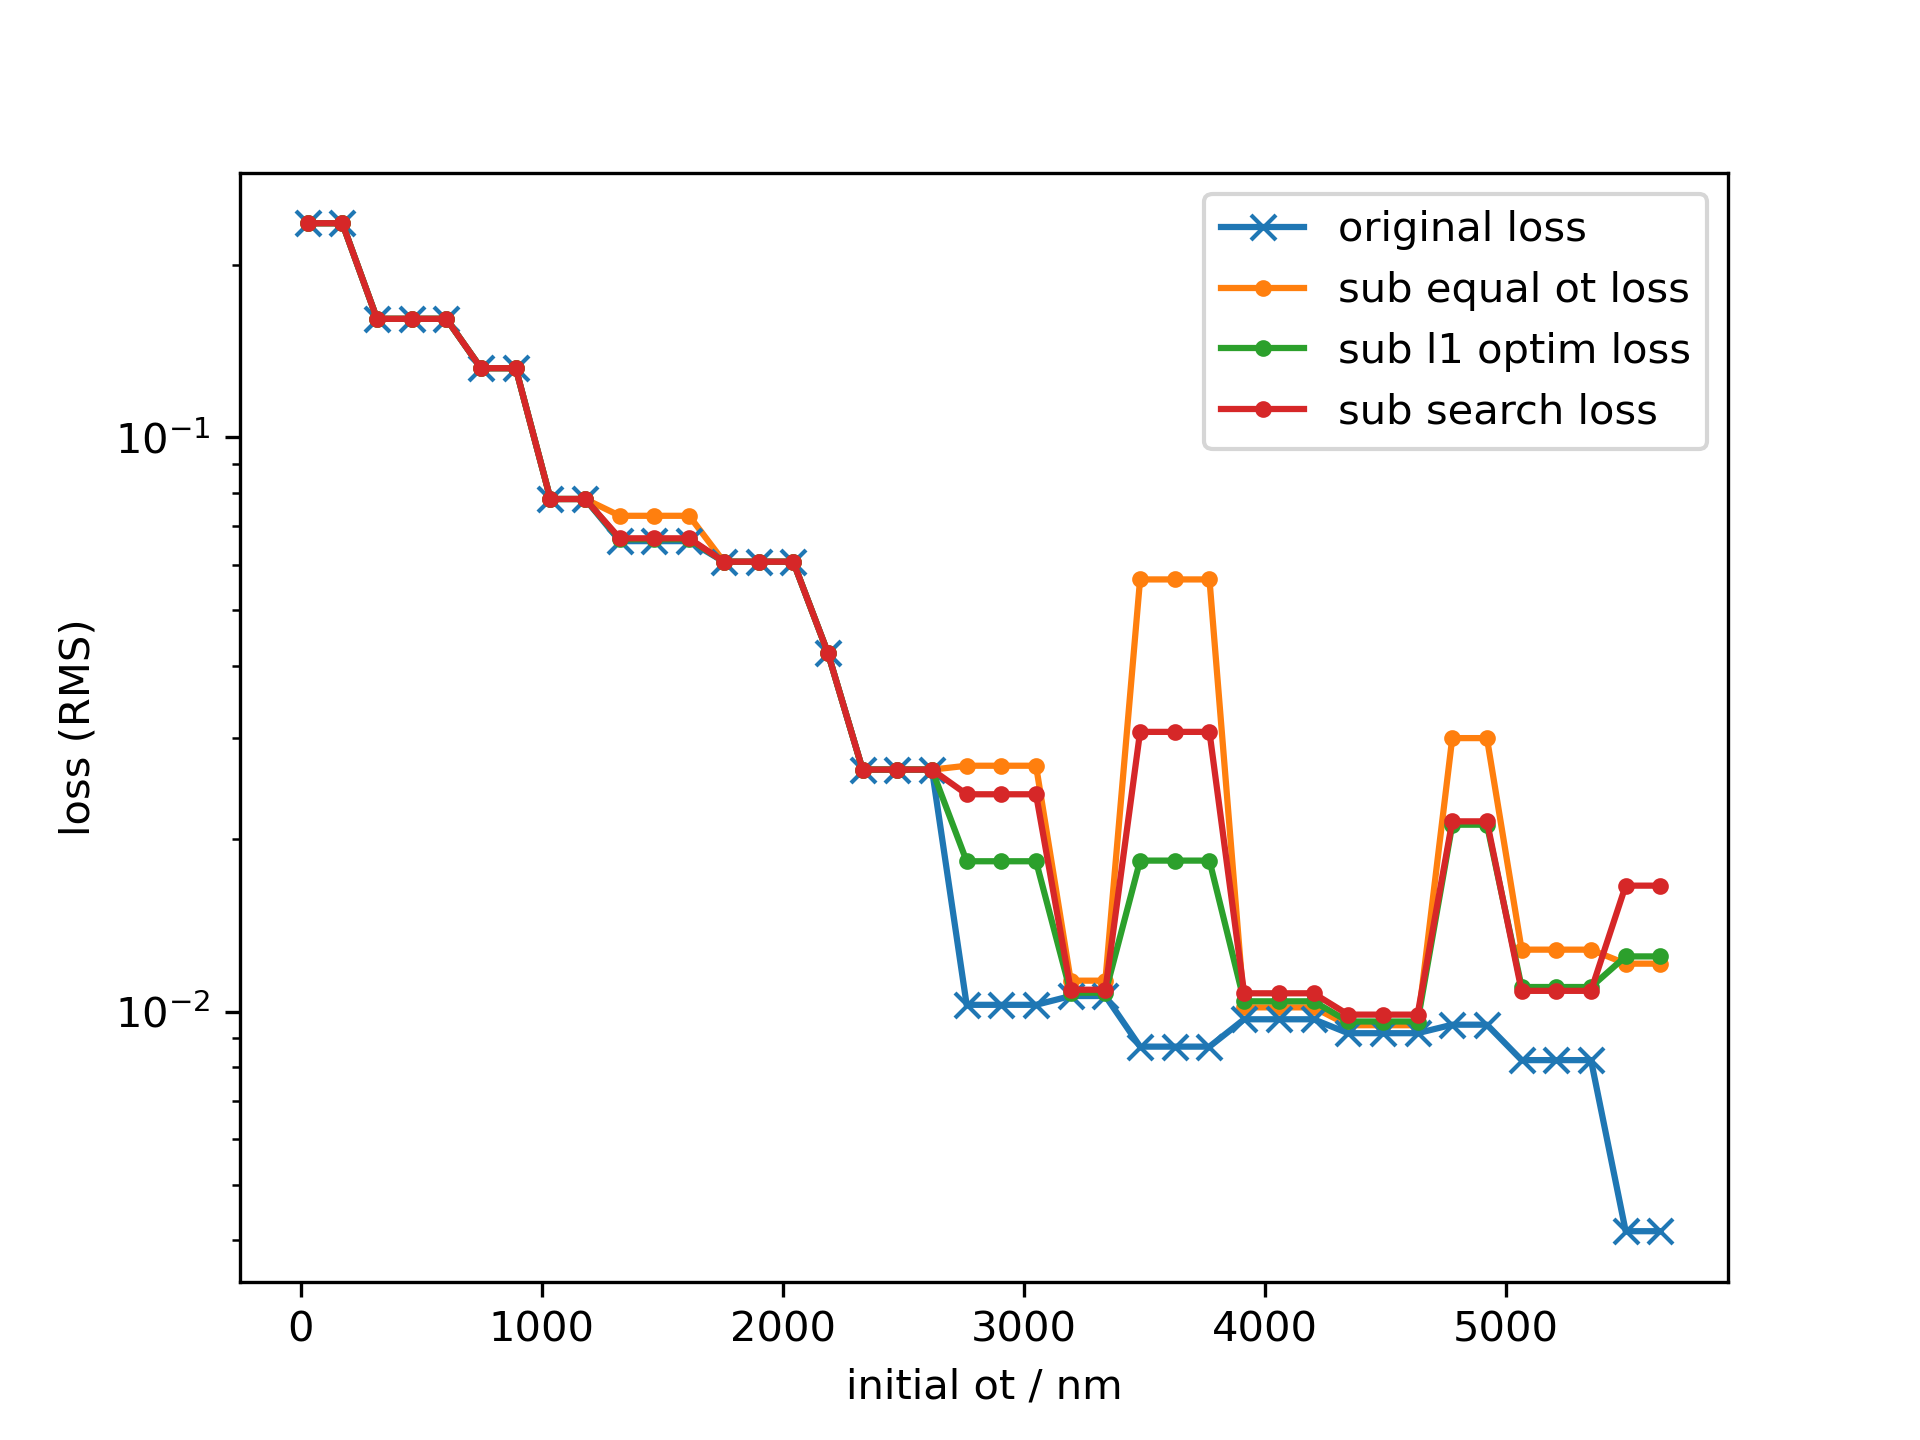 original loss
sub equal ot loss
sub l1 optim loss
sub search loss
10⁻¹
10⁻²
loss (RMS)
0 1000 2000 3000 4000 5000
initial ot / nm